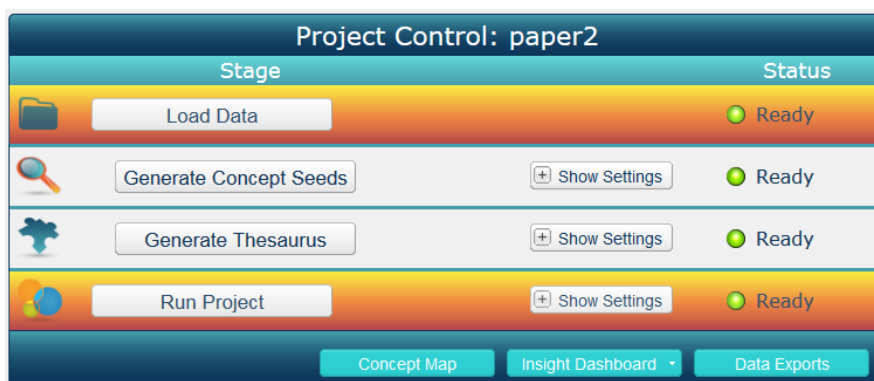 Project Control: paper2
Stage Status
Load Data Ready
Generate Concept Seeds + Show Settings Ready
Generate Thesaurus + Show Settings Ready
Run Project + Show Settings Ready
Concept Map Insight Dashboard Data Exports